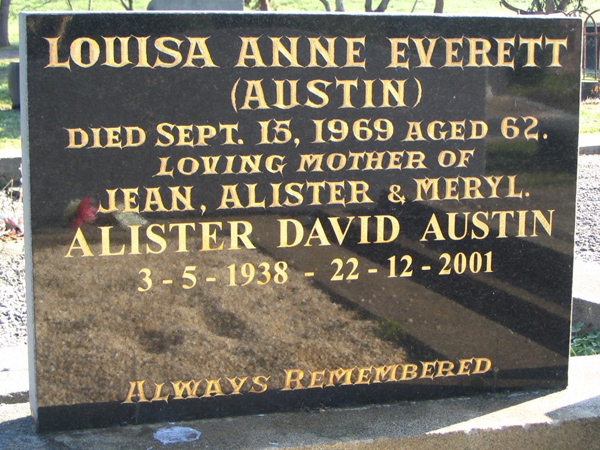 LOUISA ANNE EVERETT
(AUSTIN)
DIED SEPT. 15, 1969 AGED 62.
LOVING MOTHER OF
JEAN, ALISTER & MERYL.
ALISTER DAVID AUSTIN
3 - 5 - 1938 - 22 - 12 - 2001
ALWAYS REMEMBERED